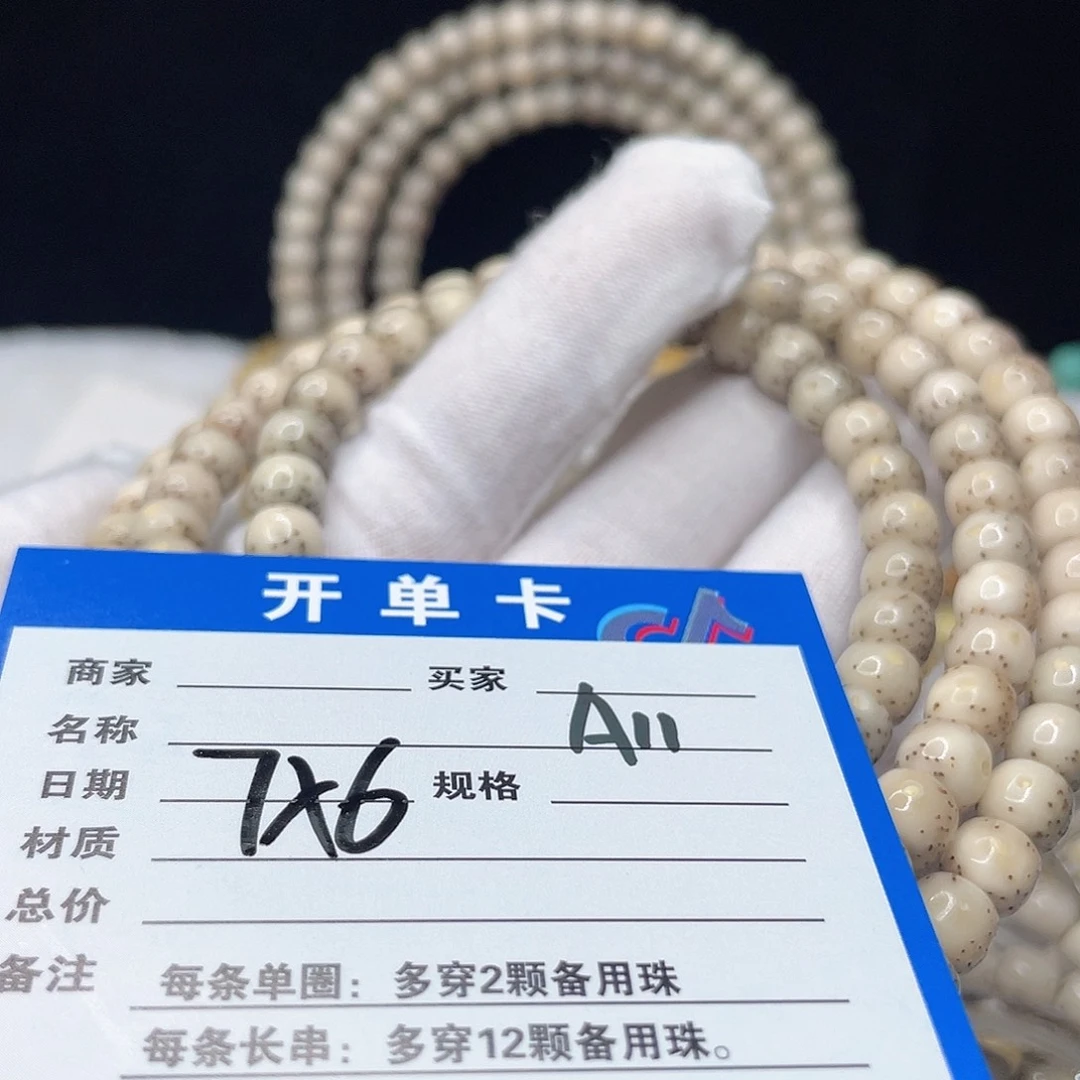 开单卡
商家 买家
名称 A11
日期 7X6 规格
材质
总价
备注 每条单圈：多穿2颗备用珠
每条长串：多穿12颗备用珠。